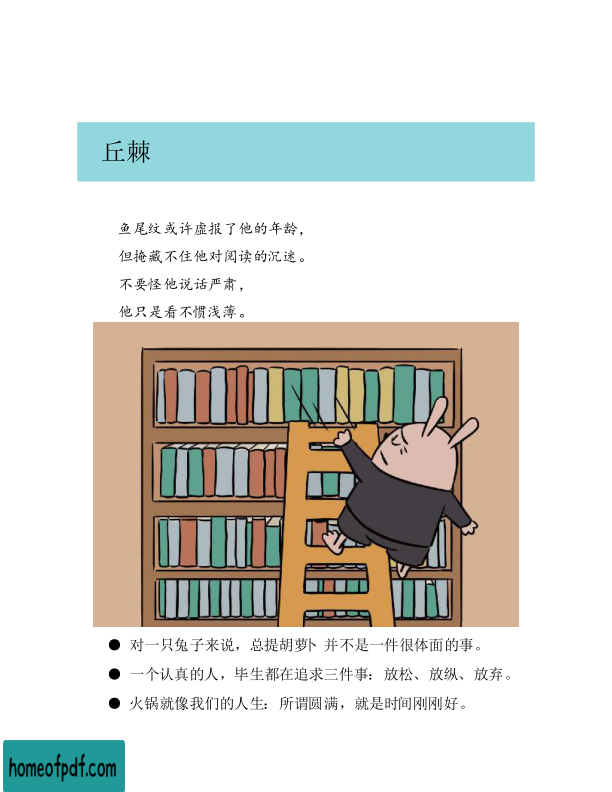 丘棘
鱼尾纹或许虚报了他的年龄，
但掩藏不住他对阅读的沉迷。
不要怪他说话严肃，
他只是看不惯浅薄。
● 对一只兔子来说，总提胡萝卜并不是一件很体面的事。
● 一个认真的人，毕生都在追求三件事：放松、放纵、放弃。
● 火锅就像我们的人生：所谓圆满，就是时间刚刚好。
homeofpdf.com